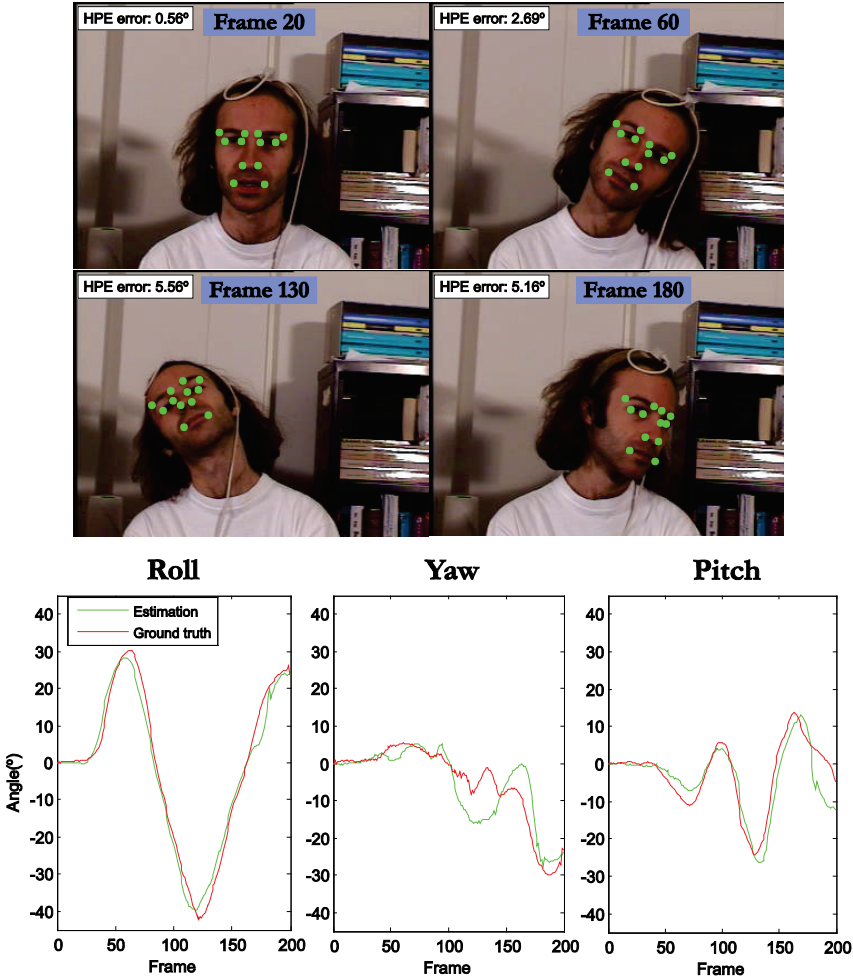 HPE error: 0.56º
Frame 20
HPE error: 2.69º
Frame 60
HPE error: 5.56º
Frame 130
HPE error: 5.16º
Frame 180
Roll
Yaw
Pitch
Estimation
Ground truth
Angle(º)
40
30
20
10
0
-10
-20
-30
-40
0
50
100
150
200
Frame
40
30
20
10
0
-10
-20
-30
-40
0
50
100
150
200
Frame
40
30
20
10
0
-10
-20
-30
-40
0
50
100
150
200
Frame